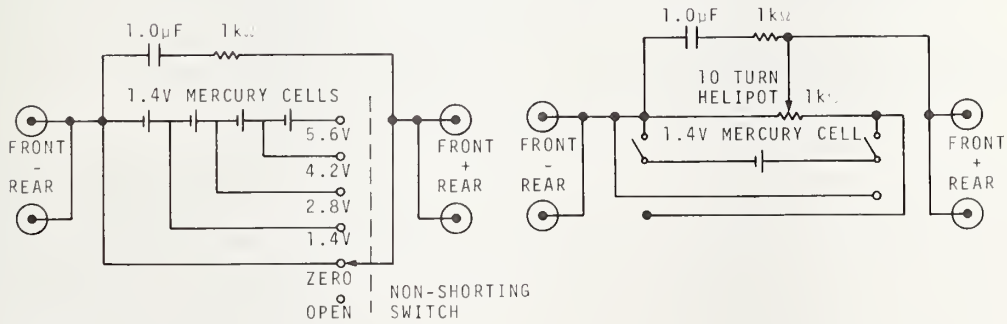 1.0µF 1kΩ
1.4V MERCURY CELLS
5.6V
4.2V
2.8V
1.4V
ZERO
OPEN
FRONT
-
REAR
FRONT
+
REAR
NON-SHORTING
SWITCH
1.0µF 1kΩ
10 TURN
HELIPOT
1kΩ
1.4V MERCURY CELL
FRONT
-
REAR
FRONT
+
REAR